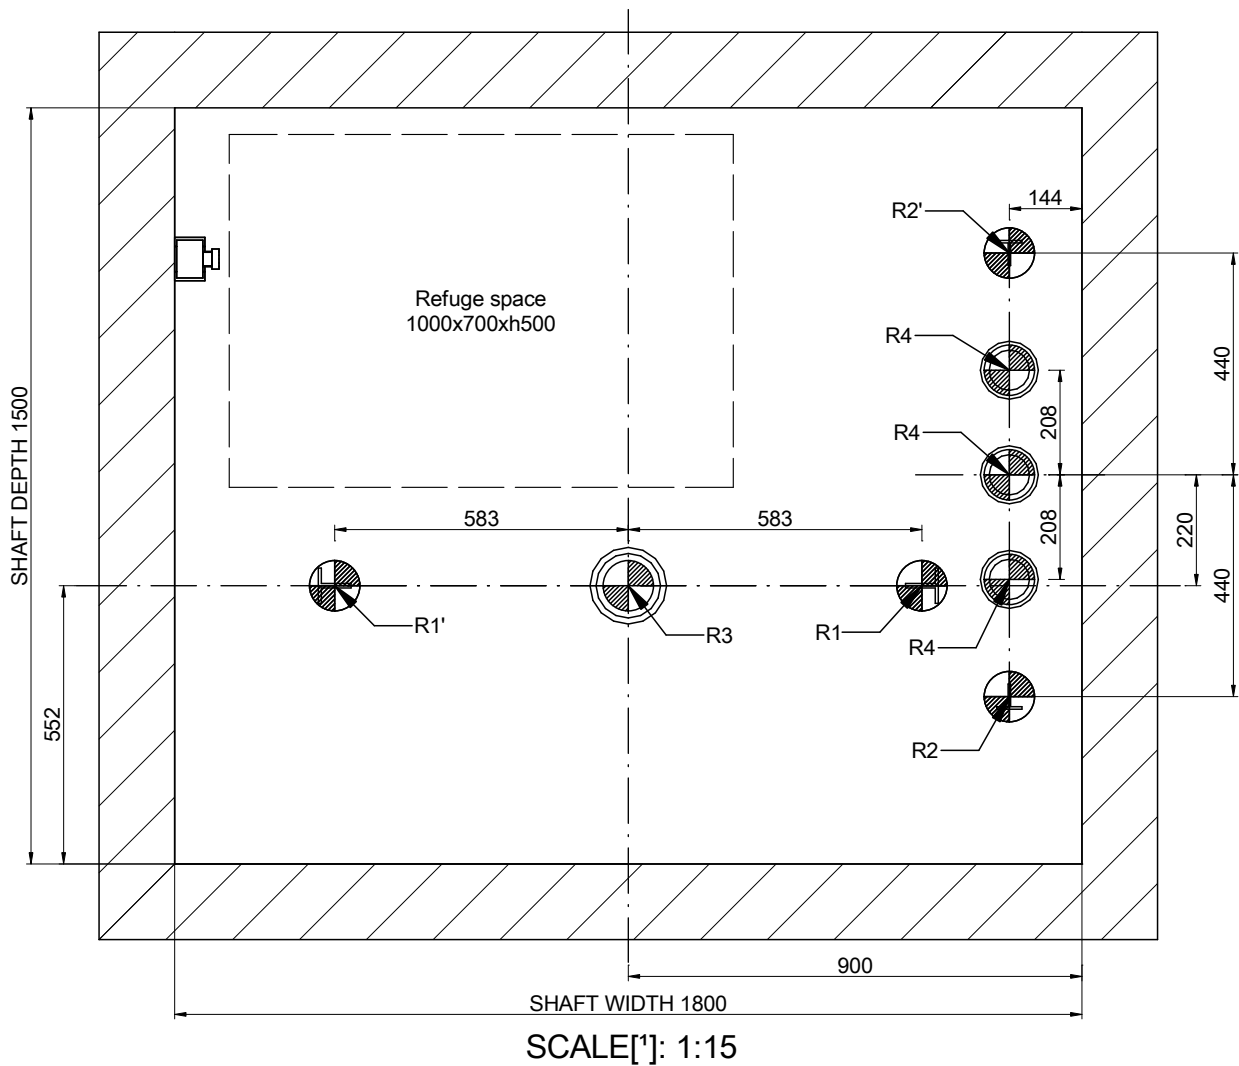 144
R2'
Refuge space
1000x700xh500
R4
440
208
SHAFT DEPTH 1500
R4
583
583
208
220
440
R1'
R3
R1
R4
552
R2
900
SHAFT WIDTH 1800
SCALE[¹]: 1:15